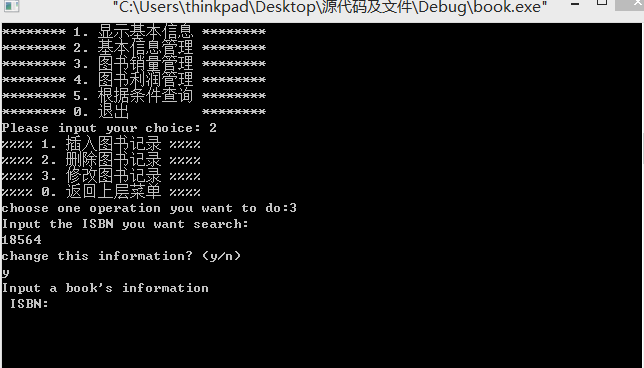 "C:\Users\thinkpad\Desktop\源代码及文件\Debug\book.exe"
******** 1. 显示基本信息 ********
******** 2. 基本信息管理 ********
******** 3. 图书销量管理 ********
******** 4. 图书利润管理 ********
******** 5. 根据条件查询 ********
******** 0. 退出 ********
Please input your choice: 2
%%%% 1. 插入图书记录 %%%%
%%%% 2. 删除图书记录 %%%%
%%%% 3. 修改图书记录 %%%%
%%%% 0. 返回上层菜单 %%%%
choose one operation you want to do:3
Input the ISBN you want search:
18564
change this information? (y/n)
y
Input a book's information
ISBN: